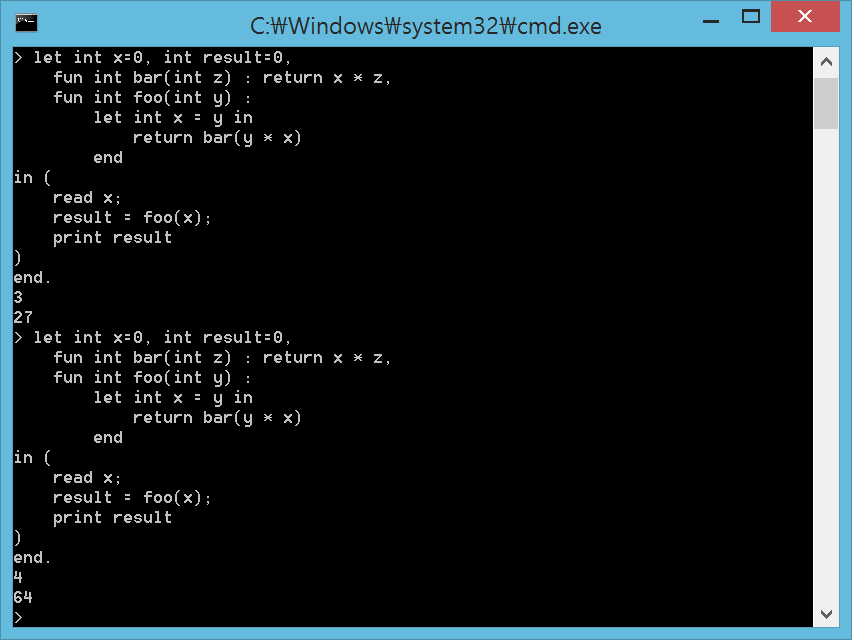 C:₩Windows₩system32₩cmd.exe
> let int x=0, int result=0,
    fun int bar(int z) : return x * z,
    fun int foo(int y) :
        let int x = y in
            return bar(y * x)
        end
in (
    read x;
    result = foo(x);
    print result
)
end.
3
27
> let int x=0, int result=0,
    fun int bar(int z) : return x * z,
    fun int foo(int y) :
        let int x = y in
            return bar(y * x)
        end
in (
    read x;
    result = foo(x);
    print result
)
end.
4
64
>